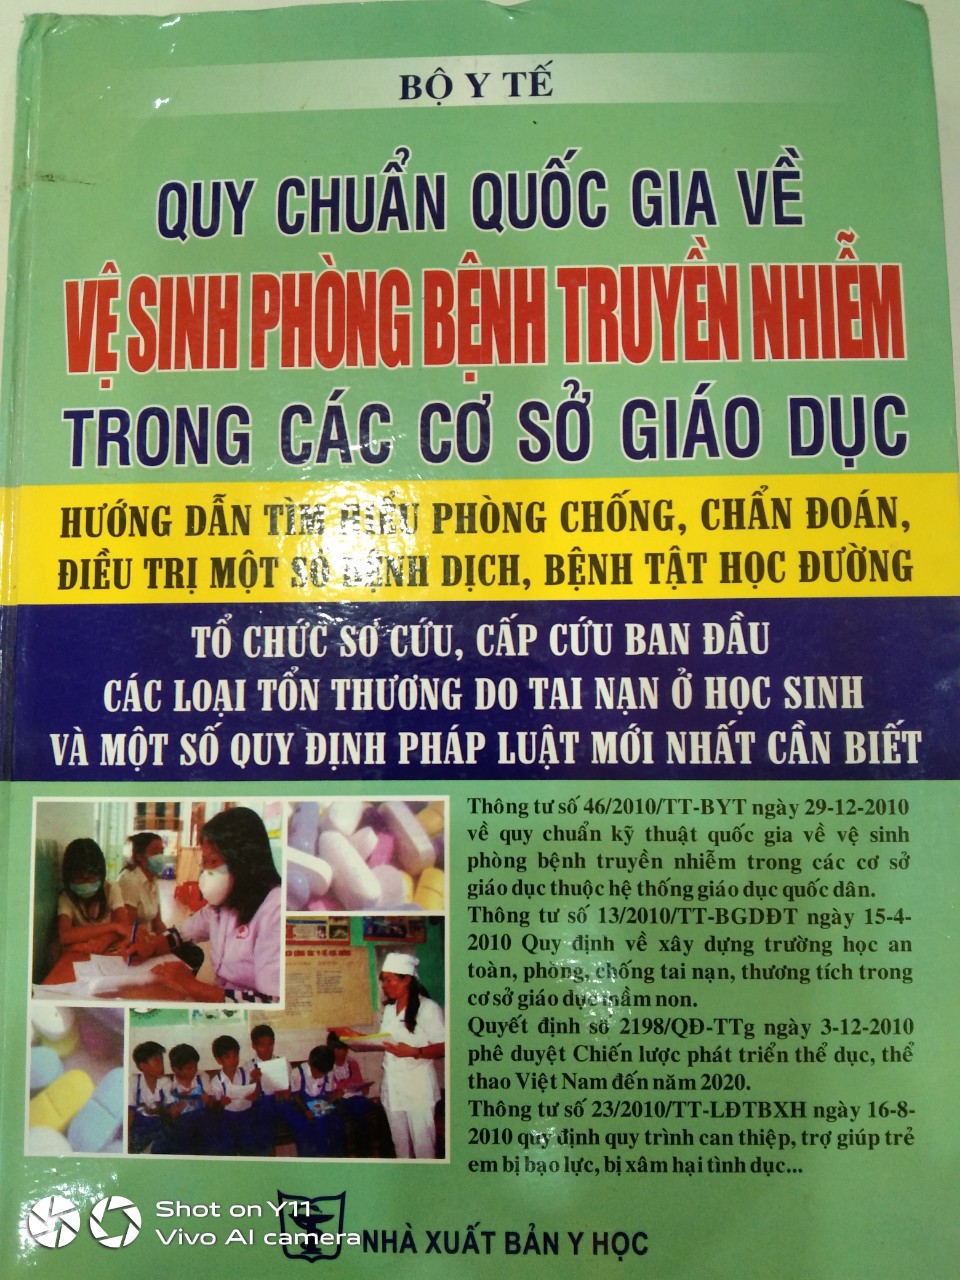 BỘ Y TẾ
QUY CHUẨN QUỐC GIA VỀ
VỆ SINH PHÒNG BỆNH TRUYỀN NHIỄM
TRONG CÁC CƠ SỞ GIÁO DỤC
HƯỚNG DẪN TÌM HIỂU PHÒNG CHỐNG, CHẨN ĐOÁN,
ĐIỀU TRỊ MỘT SỐ BỆNH DỊCH, BỆNH TẬT HỌC ĐƯỜNG
TỔ CHỨC SƠ CỨU, CẤP CỨU BAN ĐẦU
CÁC LOẠI TỔN THƯƠNG DO TAI NẠN Ở HỌC SINH
VÀ MỘT SỐ QUY ĐỊNH PHÁP LUẬT MỚI NHẤT CẦN BIẾT
Thông tư số 46/2010/TT-BYT ngày 29-12-2010
về quy chuẩn kỹ thuật quốc gia về vệ sinh
phòng bệnh truyền nhiễm trong các cơ sở
giáo dục thuộc hệ thống giáo dục quốc dân.
Thông tư số 13/2010/TT-BGDĐT ngày 15-4-
2010 Quy định về xây dựng trường học an
toàn, phòng, chống tai nạn, thương tích trong
cơ sở giáo dục mầm non.
Quyết định số 2198/QĐ-TTg ngày 3-12-2010
phê duyệt Chiến lược phát triển thể dục, thể
thao Việt Nam đến năm 2020.
Thông tư số 23/2010/TT-LĐTBXH ngày 16-8-
2010 quy định quy trình can thiệp, trợ giúp trẻ
em bị bạo lực, bị xâm hại tình dục...
Shot on Y11
Vivo AI camera
NHÀ XUẤT BẢN Y HỌC